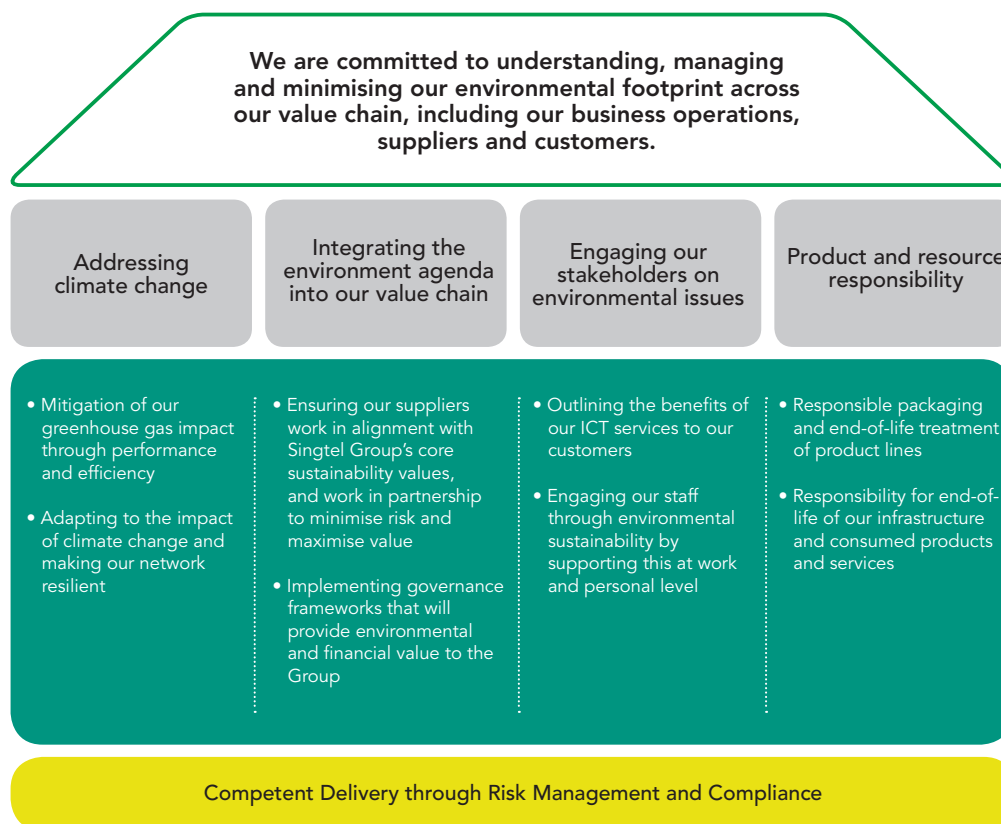 We are committed to understanding, managing
and minimising our environmental footprint across
our value chain, including our business operations,
suppliers and customers.
Addressing
climate change
Integrating the
environment agenda
into our value chain
Engaging our
stakeholders on
environmental issues
Product and resource
responsibility
• Mitigation of our
greenhouse gas impact
through performance
and efficiency
• Adapting to the impact
of climate change and
making our network
resilient
• Ensuring our suppliers
work in alignment with
Singtel Group’s core
sustainability values,
and work in partnership
to minimise risk and
maximise value
• Implementing governance
frameworks that will
provide environmental
and financial value to the
Group
• Outlining the benefits of
our ICT services to our
customers
• Engaging our staff
through environmental
sustainability by
supporting this at work
and personal level
• Responsible packaging
and end-of-life treatment
of product lines
• Responsibility for end-of-
life of our infrastructure
and consumed products
and services
Competent Delivery through Risk Management and Compliance